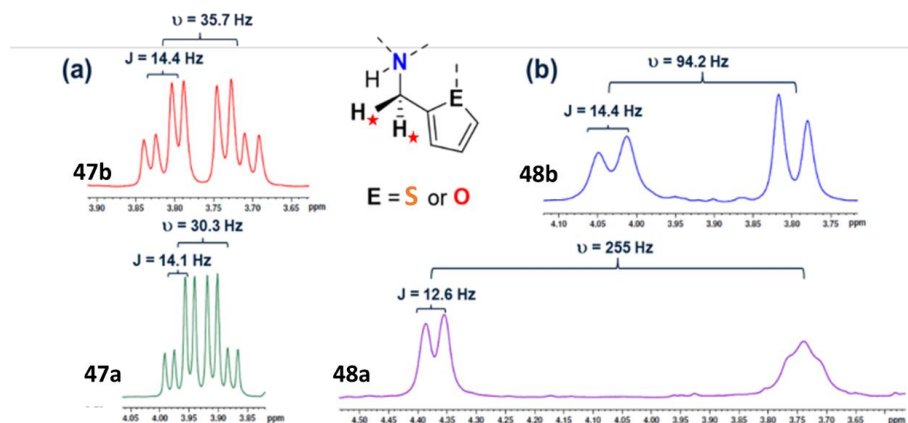 (a)
υ = 35.7 Hz
J = 14.4 Hz
47b
3.90 3.85 3.80 3.75 3.70 3.65 ppm
υ = 30.3 Hz
J = 14.1 Hz
47a
4.05 4.00 3.95 3.90 3.85 ppm
N
H
H
H
E
E = S or O
(b)
υ = 94.2 Hz
J = 14.4 Hz
48b
4.10 4.05 4.00 3.95 3.90 3.85 3.80 3.75 ppm
υ = 255 Hz
J = 12.6 Hz
48a
4.50 4.45 4.40 4.35 4.30 4.25 4.20 4.15 4.10 4.05 4.00 3.95 3.90 3.85 3.80 3.75 3.70 3.65 ppm